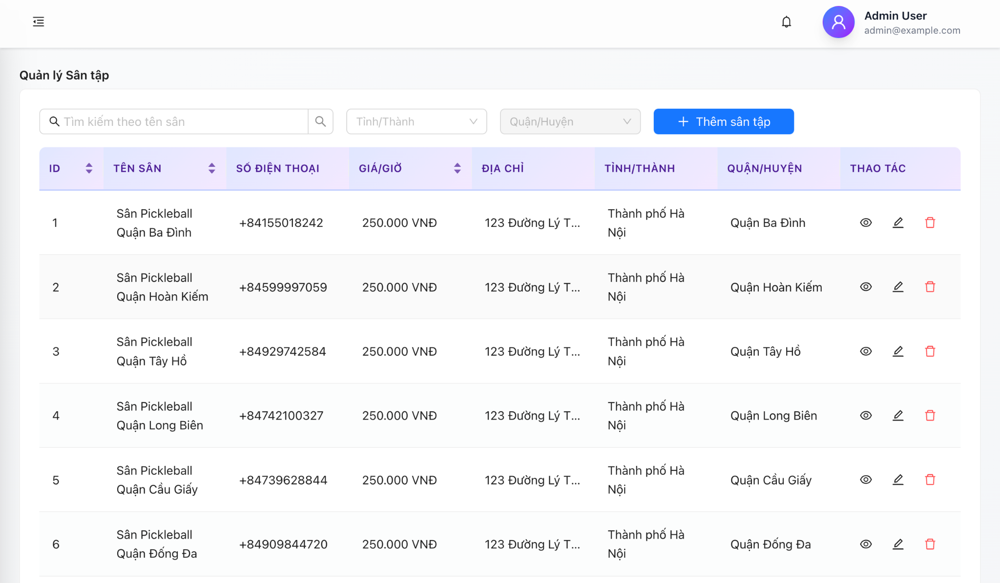 Admin User
admin@example.com
Quản lý Sân tập
Tìm kiếm theo tên sân
Tỉnh/Thành
Quận/Huyện
Thêm sân tập
ID
TÊN SÂN
SỐ ĐIỆN THOẠI
GIÁ/GIỜ
ĐỊA CHỈ
TỈNH/THÀNH
QUẬN/HUYỆN
THAO TÁC
1
Sân Pickleball
Quận Ba Đình
+84155018242
250.000 VNĐ
123 Đường Lý T...
Thành phố Hà
Nội
Quận Ba Đình
2
Sân Pickleball
Quận Hoàn Kiếm
+84599997059
250.000 VNĐ
123 Đường Lý T...
Thành phố Hà
Nội
Quận Hoàn Kiếm
3
Sân Pickleball
Quận Tây Hồ
+84929742584
250.000 VNĐ
123 Đường Lý T...
Thành phố Hà
Nội
Quận Tây Hồ
4
Sân Pickleball
Quận Long Biên
+84742100327
250.000 VNĐ
123 Đường Lý T...
Thành phố Hà
Nội
Quận Long Biên
5
Sân Pickleball
Quận Cầu Giấy
+84739628844
250.000 VNĐ
123 Đường Lý T...
Thành phố Hà
Nội
Quận Cầu Giấy
6
Sân Pickleball
Quận Đống Đa
+84909844720
250.000 VNĐ
123 Đường Lý T...
Thành phố Hà
Nội
Quận Đống Đa